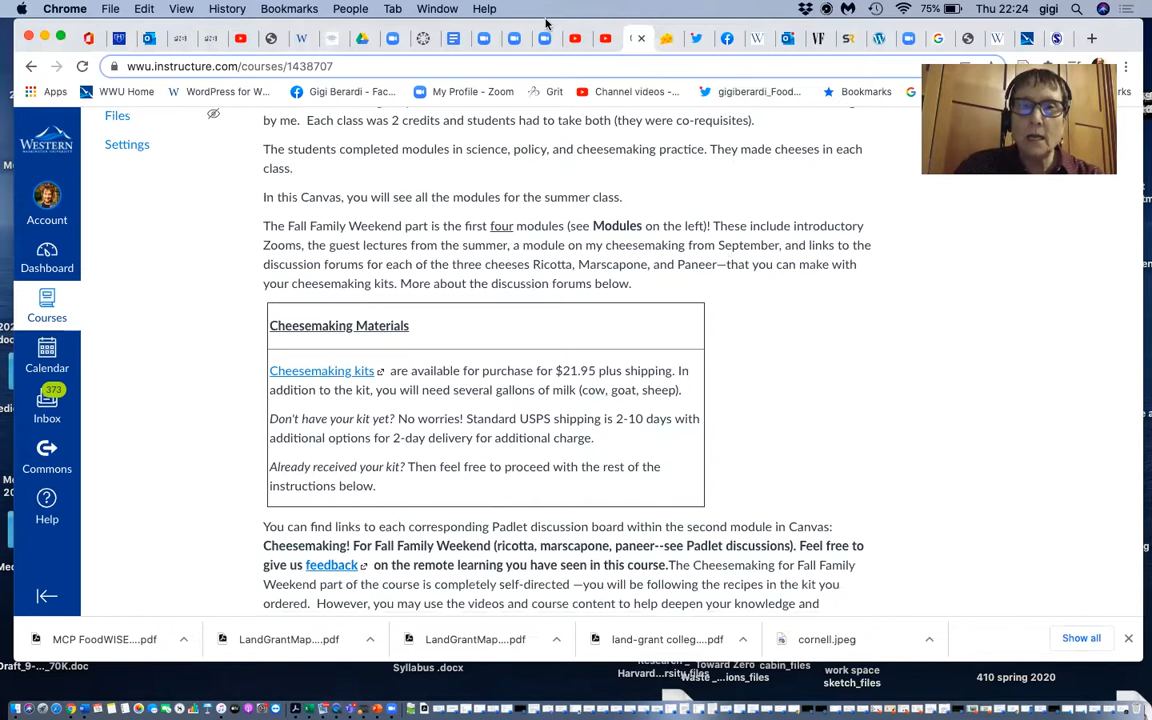 Chrome File Edit View History Bookmarks People Tab Window Help 75% Thu 22:24 gigi
wwu.instructure.com/courses/1438707
Apps WWU Home WordPress for W... Gigi Berardi - Fac... My Profile - Zoom Grit Channel videos -... gigiberardi_Food... Bookmarks
Files
Settings
WESTERN
Account
Dashboard
Courses
Calendar
373
Inbox
Commons
Help
by me. Each class was 2 credits and students had to take both (they were co-requisites).
The students completed modules in science, policy, and cheesemaking practice. They made cheeses in each
class.
In this Canvas, you will see all the modules for the summer class.
The Fall Family Weekend part is the first four modules (see Modules on the left)! These include introductory
Zooms, the guest lectures from the summer, a module on my cheesemaking from September, and links to the
discussion forums for each of the three cheeses Ricotta, Marscapone, and Paneer—that you can make with
your cheesemaking kits. More about the discussion forums below.
Cheesemaking Materials
Cheesemaking kits are available for purchase for $21.95 plus shipping. In
addition to the kit, you will need several gallons of milk (cow, goat, sheep).
Don't have your kit yet? No worries! Standard USPS shipping is 2-10 days with
additional options for 2-day delivery for additional charge.
Already received your kit? Then feel free to proceed with the rest of the
instructions below.
You can find links to each corresponding Padlet discussion board within the second module in Canvas:
Cheesemaking! For Fall Family Weekend (ricotta, marscapone, paneer--see Padlet discussions). Feel free to
give us feedback on the remote learning you have seen in this course.The Cheesemaking for Fall Family
Weekend part of the course is completely self-directed —you will be following the recipes in the kit you
ordered. However, you may use the videos and course content to help deepen your knowledge and
MCP FoodWISE....pdf LandGrantMap....pdf LandGrantMap....pdf land-grant colleg....pdf cornell.jpeg Show all
Draft_9-..._70K.doc Syllabus .docx Harvard...rsity_files Toward Zero Waste ...ions_files cabin_files work space sketch_files 410 spring 2020